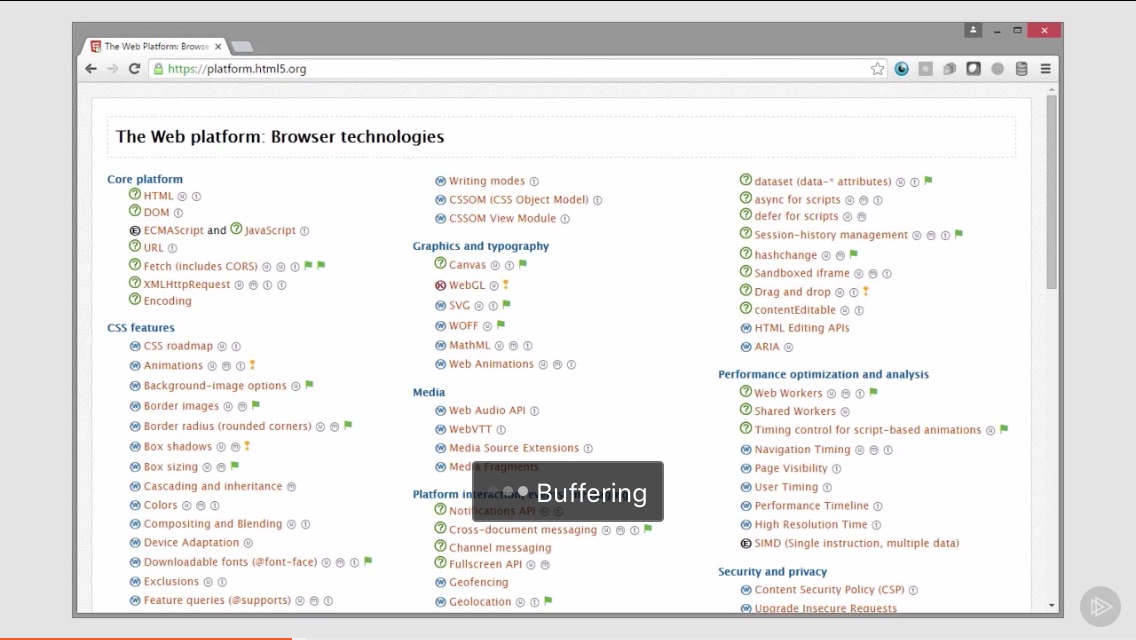 The Web Platform: Browse
https://platform.html5.org
The Web platform: Browser technologies
Core platform
HTML
DOM
ECMAScript and JavaScript
URL
Fetch (includes CORS)
XMLHttpRequest
Encoding
CSS features
CSS roadmap
Animations
Background-image options
Border images
Border radius (rounded corners)
Box shadows
Box sizing
Cascading and inheritance
Colors
Compositing and Blending
Device Adaptation
Downloadable fonts (@font-face)
Exclusions
Feature queries (@supports)
Writing modes
CSSOM (CSS Object Model)
CSSOM View Module
Graphics and typography
Canvas
WebGL
SVG
WOFF
MathML
Web Animations
Media
Web Audio API
WebVTT
Media Source Extensions
Media Fragments
Buffering
Platform interaction,
Notifications API
Cross-document messaging
Channel messaging
Fullscreen API
Geofencing
Geolocation
dataset (data-* attributes)
async for scripts
defer for scripts
Session-history management
hashchange
Sandboxed iframe
Drag and drop
contentEditable
HTML Editing APIs
ARIA
Performance optimization and analysis
Web Workers
Shared Workers
Timing control for script-based animations
Navigation Timing
Page Visibility
User Timing
Performance Timeline
High Resolution Time
SIMD (Single instruction, multiple data)
Security and privacy
Content Security Policy (CSP)
Upgrade Insecure Requests